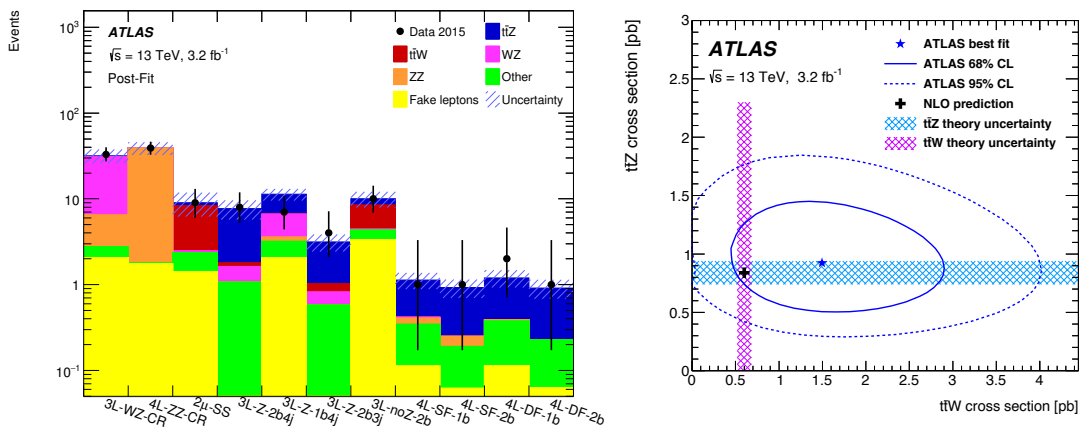 Events
10³
10²
10
1
10⁻¹
ATLAS
√s = 13 TeV, 3.2 fb⁻¹
Post-Fit
Data 2015
tt̄Z
tt̄W
WZ
ZZ
Other
Fake leptons
Uncertainty
3L-WZ-CR
4L-ZZ-CR
2μ-SS
3L-Z-2b4j
3L-Z-1b4j
3L-Z-2b3j
3L-noZ-2b
4L-SF-1b
4L-SF-2b
4L-DF-1b
4L-DF-2b
tt̄Z cross section [pb]
3
2.5
2
1.5
1
0.5
0
ATLAS
√s = 13 TeV, 3.2 fb⁻¹
ATLAS best fit
ATLAS 68% CL
ATLAS 95% CL
NLO prediction
tt̄Z theory uncertainty
tt̄W theory uncertainty
0 0.5 1 1.5 2 2.5 3 3.5 4
tt̄W cross section [pb]